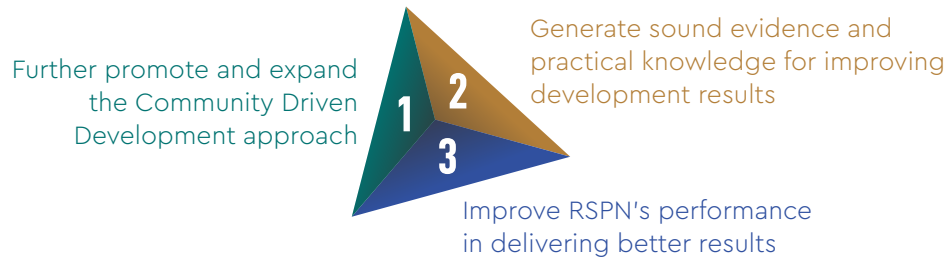 Further promote and expand
the Community Driven
Development approach
1
2
Generate sound evidence and
practical knowledge for improving
development results
3
Improve RSPN's performance
in delivering better results